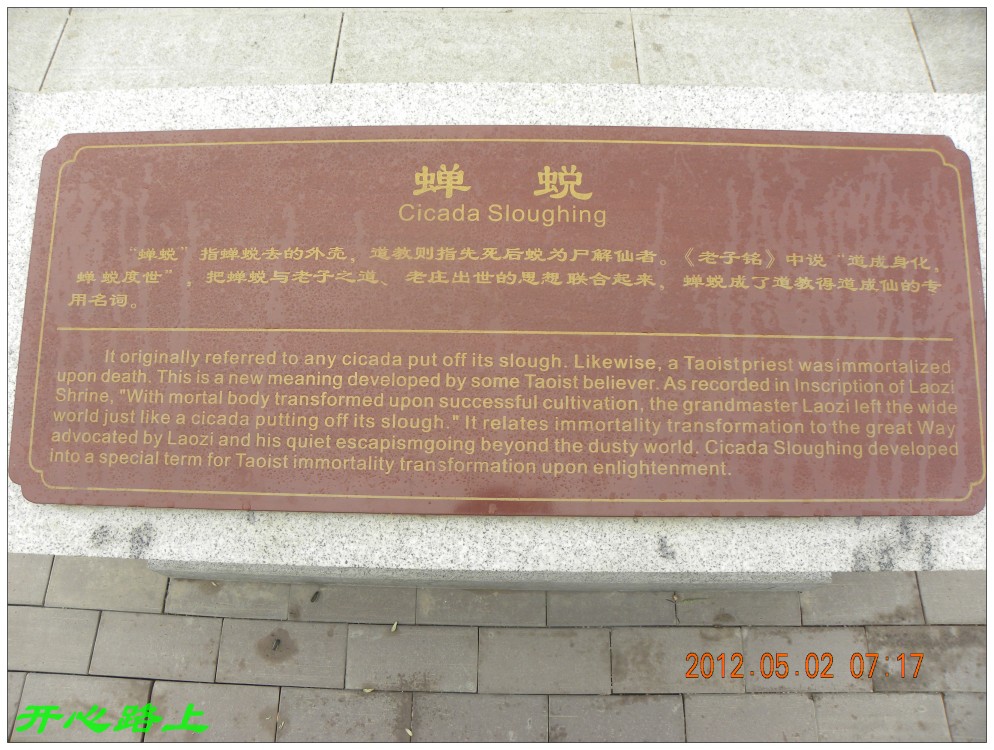 蝉 蜕
Cicada Sloughing
“蝉蜕”指蝉蜕去的外壳，道教则指先死后蜕为尸解仙者。《老子铭》中说“道成身化，
蝉蜕度世”，把蝉蜕与老子之道、老庄出世的思想联合起来，蝉蜕成了道教得道成仙的专
用名词。
It originally referred to any cicada put off its slough. Likewise, a Taoistpriest wasimmortalized
upon death. This is a new meaning developed by some Taoist believer. As recorded in Inscription of Laozi
Shrine, "With mortal body transformed upon successful cultivation, the grandmaster Laozi left the wide
world just like a cicada putting off its slough." It relates immortality transformation to the great Way
advocated by Laozi and his quiet escapismgoing beyond the dusty world. Cicada Sloughing developed
into a special term for Taoist immortality transformation upon enlightenment.
2012.05.02 07:17
开心路上